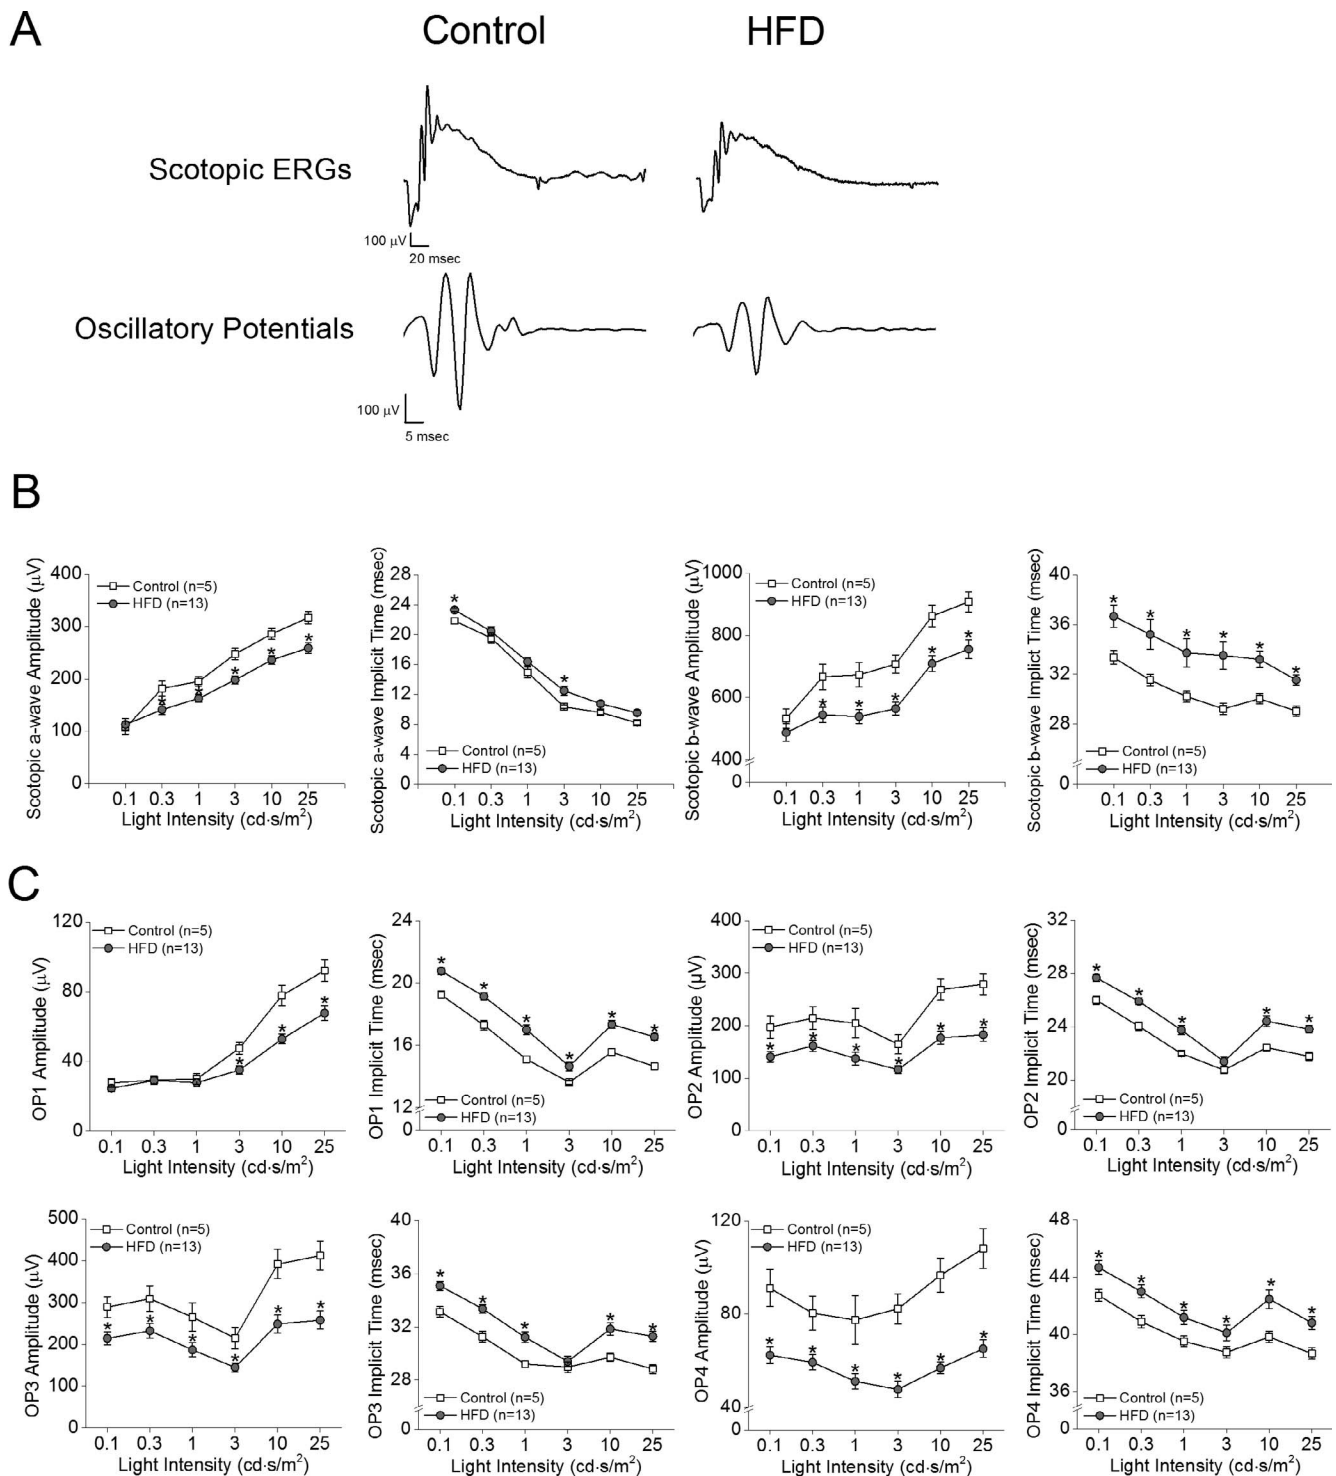 A
Control
HFD
Scotopic ERGs
100 µV
20 msec
Oscillatory Potentials
100 µV
5 msec
B
Scotopic a-wave Amplitude (µV)
400
300
200
100
0
Control (n=5)
HFD (n=13)
* * * * *
0.1 0.3 1 3 10 25
Light Intensity (cd·s/m²)
Scotopic a-wave Implicit Time (msec)
28
24
20
16
12
8
4
0
* *
Control (n=5)
HFD (n=13)
0.1 0.3 1 3 10 25
Light Intensity (cd·s/m²)
Scotopic b-wave Amplitude (µV)
1000
800
600
400
0
Control (n=5)
HFD (n=13)
* * * * *
0.1 0.3 1 3 10 25
Light Intensity (cd·s/m²)
Scotopic b-wave Implict Time (msec)
40
36
32
28
0
* * * * * *
Control (n=5)
HFD (n=13)
0.1 0.3 1 3 10 25
Light Intensity (cd·s/m²)
C
OP1 Amplitude (µV)
120
80
40
0
Control (n=5)
HFD (n=13)
* * *
0.1 0.3 1 3 10 25
Light Intensity (cd·s/m²)
OP1 Implicit Time (msec)
24
20
16
12
0
* * * * * *
Control (n=5)
HFD (n=13)
0.1 0.3 1 3 10 25
Light Intensity (cd·s/m²)
OP2 Amplitude (µV)
400
300
200
100
0
Control (n=5)
HFD (n=13)
* * * * * *
0.1 0.3 1 3 10 25
Light Intensity (cd·s/m²)
OP2 Implicit Time (msec)
32
28
24
20
0
* * * * *
Control (n=5)
HFD (n=13)
0.1 0.3 1 3 10 25
Light Intensity (cd·s/m²)
OP3 Amplitude (µV)
500
400
300
200
100
0
Control (n=5)
HFD (n=13)
* * * * * *
0.1 0.3 1 3 10 25
Light Intensity (cd·s/m²)
OP3 Implicit Time (msec)
40
36
32
28
0
* * * * *
Control (n=5)
HFD (n=13)
0.1 0.3 1 3 10 25
Light Intensity (cd·s/m²)
OP4 Amplitude (µV)
120
80
40
0
Control (n=5)
HFD (n=13)
* * * * * *
0.1 0.3 1 3 10 25
Light Intensity (cd·s/m²)
OP4 Implicit Time (msec)
48
44
40
36
0
* * * * * *
Control (n=5)
HFD (n=13)
0.1 0.3 1 3 10 25
Light Intensity (cd·s/m²)